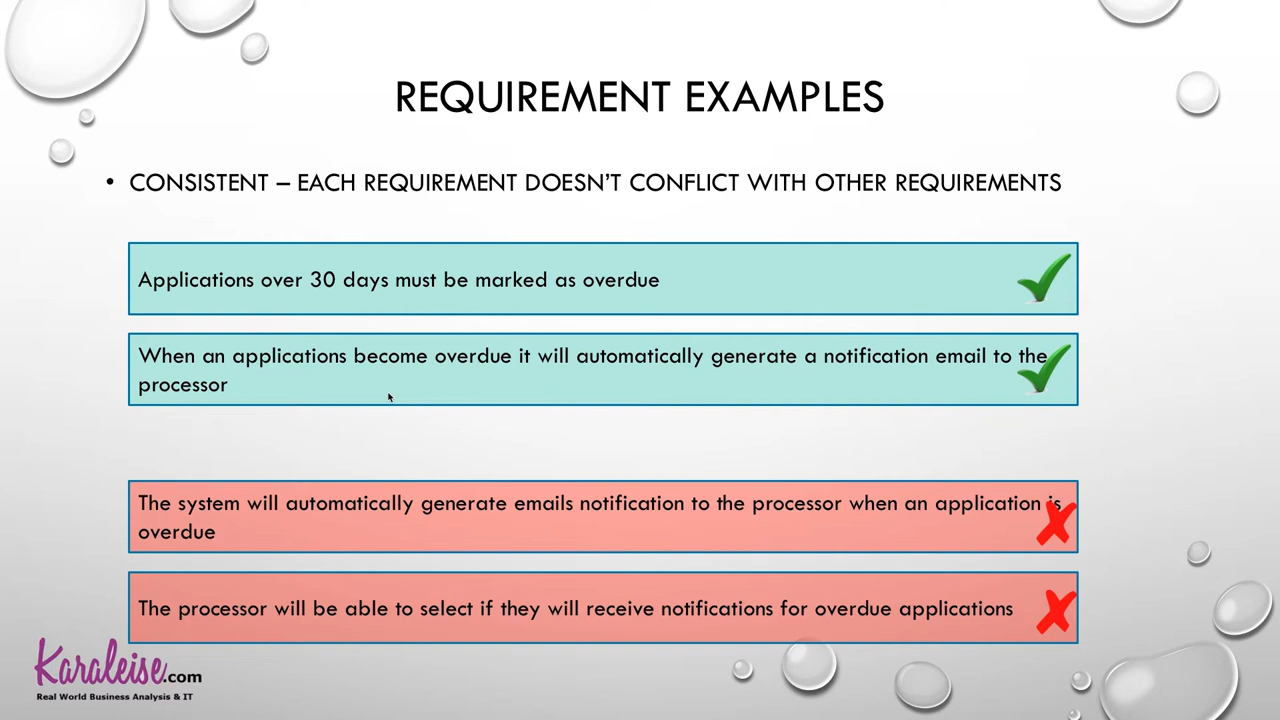 REQUIREMENT EXAMPLES
• CONSISTENT – EACH REQUIREMENT DOESN'T CONFLICT WITH OTHER REQUIREMENTS
Applications over 30 days must be marked as overdue
When an applications become overdue it will automatically generate a notification email to the
processor
The system will automatically generate emails notification to the processor when an application is
overdue
The processor will be able to select if they will receive notifications for overdue applications
Karaleise.com
Real World Business Analysis & IT